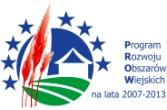 Program
Rozwoju
Obszarów
Wiejskich
na lata 2007-2013